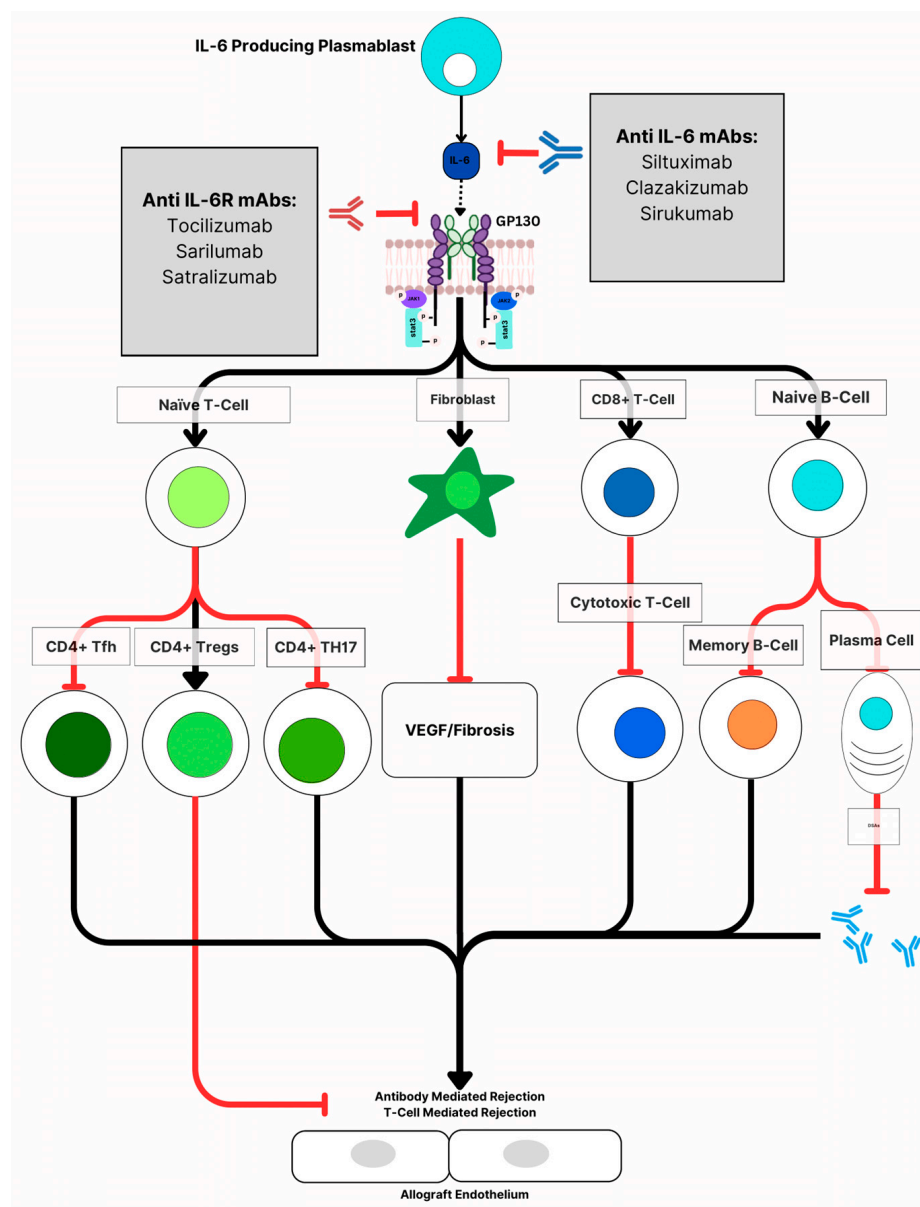 IL-6 Producing Plasmablast
IL-6
Anti IL-6 mAbs:
Siltuximab
Clazakizumab
Sirukumab
Anti IL-6R mAbs:
Tocilizumab
Sarilumab
Satralizumab
GP130
P
JAK1
JAK2
P
P
stat3
P
P
stat3
P
Naïve T-Cell
Fibroblast
CD8+ T-Cell
Naive B-Cell
Cytotoxic T-Cell
CD4+ Tfh
CD4+ Tregs
CD4+ TH17
Memory B-Cell
Plasma Cell
VEGF/Fibrosis
DSAs
Antibody Mediated Rejection
T-Cell Mediated Rejection
Allograft Endothelium